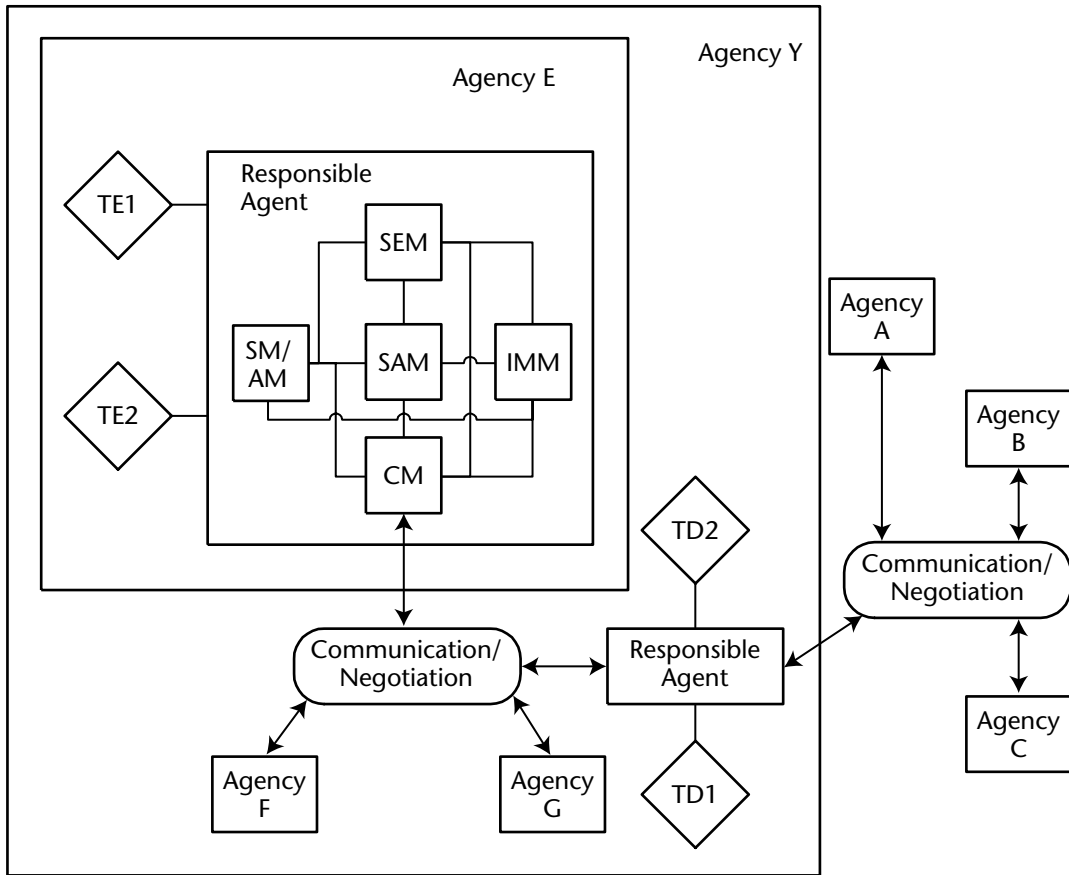 Agency Y
Agency E
Responsible
Agent
TE1
SEM
Agency
A
SM/
AM
SAM
IMM
TE2
Agency
B
CM
TD2
Communication/
Negotiation
Communication/
Negotiation
Responsible
Agent
Agency
C
Agency
F
Agency
G
TD1